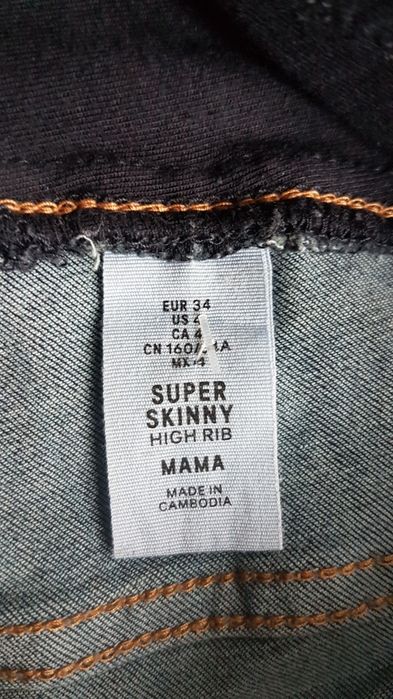 EUR 34
US 4
CA 4
CN 160/
MX 4
SUPER
SKINNY
HIGH RIB
MAMA
MADE IN
CAMBODIA